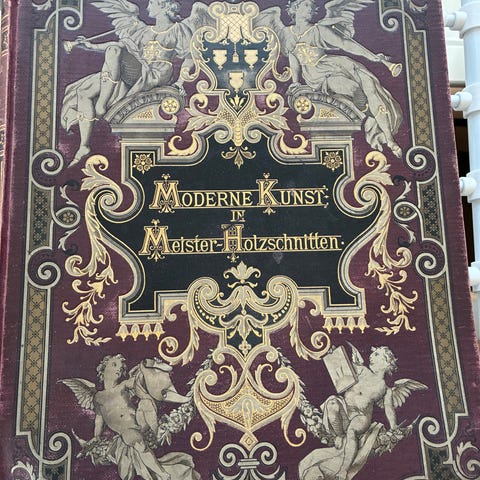 MODERNE KUNST,
IN
MEISTER-HOLZSCHNITTEN.